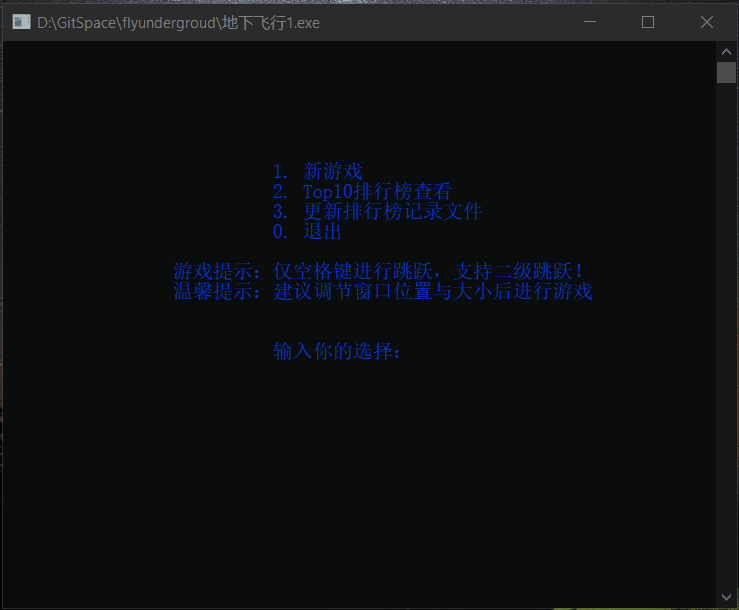 D:\GitSpace\flyundergroud\地下飞行1.exe
1. 新游戏
2. Top10排行榜查看
3. 更新排行榜记录文件
0. 退出
游戏提示：仅空格键进行跳跃，支持二级跳跃！
温馨提示：建议调节窗口位置与大小后进行游戏
输入你的选择：